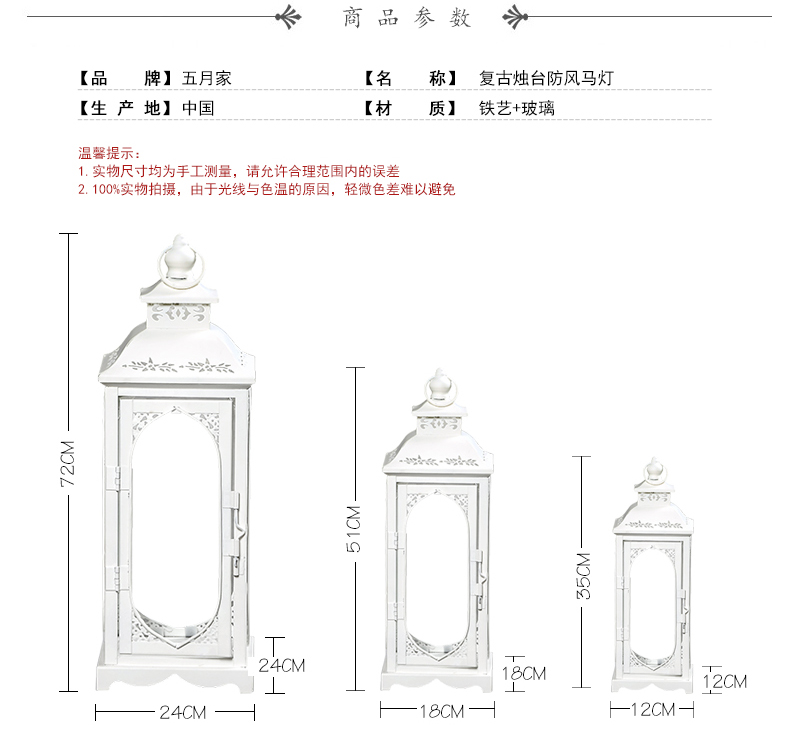 商品参数
【品 牌】五月家 【名 称】 复古烛台防风马灯
【生 产 地】中国 【材 质】 铁艺+玻璃
温馨提示:
1.实物尺寸均为手工测量，请允许合理范围内的误差
2.100%实物拍摄，由于光线与色温的原因，轻微色差难以避免
72CM
24CM
24CM
51CM
18CM
18CM
35CM
12CM
12CM